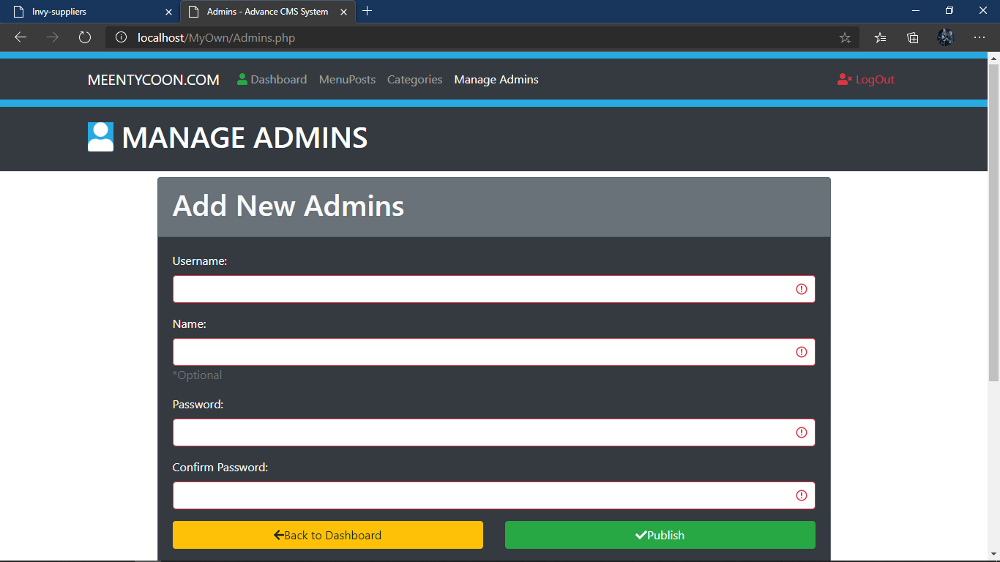 Invy-suppliers
Admins - Advance CMS System
localhost/MyOwn/Admins.php
MEENTYCOON.COM Dashboard MenuPosts Categories Manage Admins LogOut
MANAGE ADMINS
Add New Admins
Username:
Name:
*Optional
Password:
Confirm Password:
Back to Dashboard
Publish